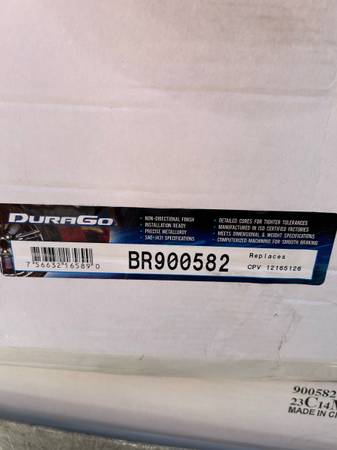 DURAGO
· NON-DIRECTIONAL FINISH
· INSTALLATION READY
· PRECISE METALLURGY
· SAE-J431 SPECIFICATIONS
· DETAILED CORES FOR TIGHTER TOLERANCES
· MANUFACTURED IN ISO CERTIFIED FACTORIES
· MEETS DIMENSIONAL & WEIGHT SPECIFICATIONS
· COMPUTERIZED MACHINING FOR SMOOTH BRAKING
7 56632 16589 0
BR900582
Replaces
CPV 12165126
900582
23C14M
MADE IN C